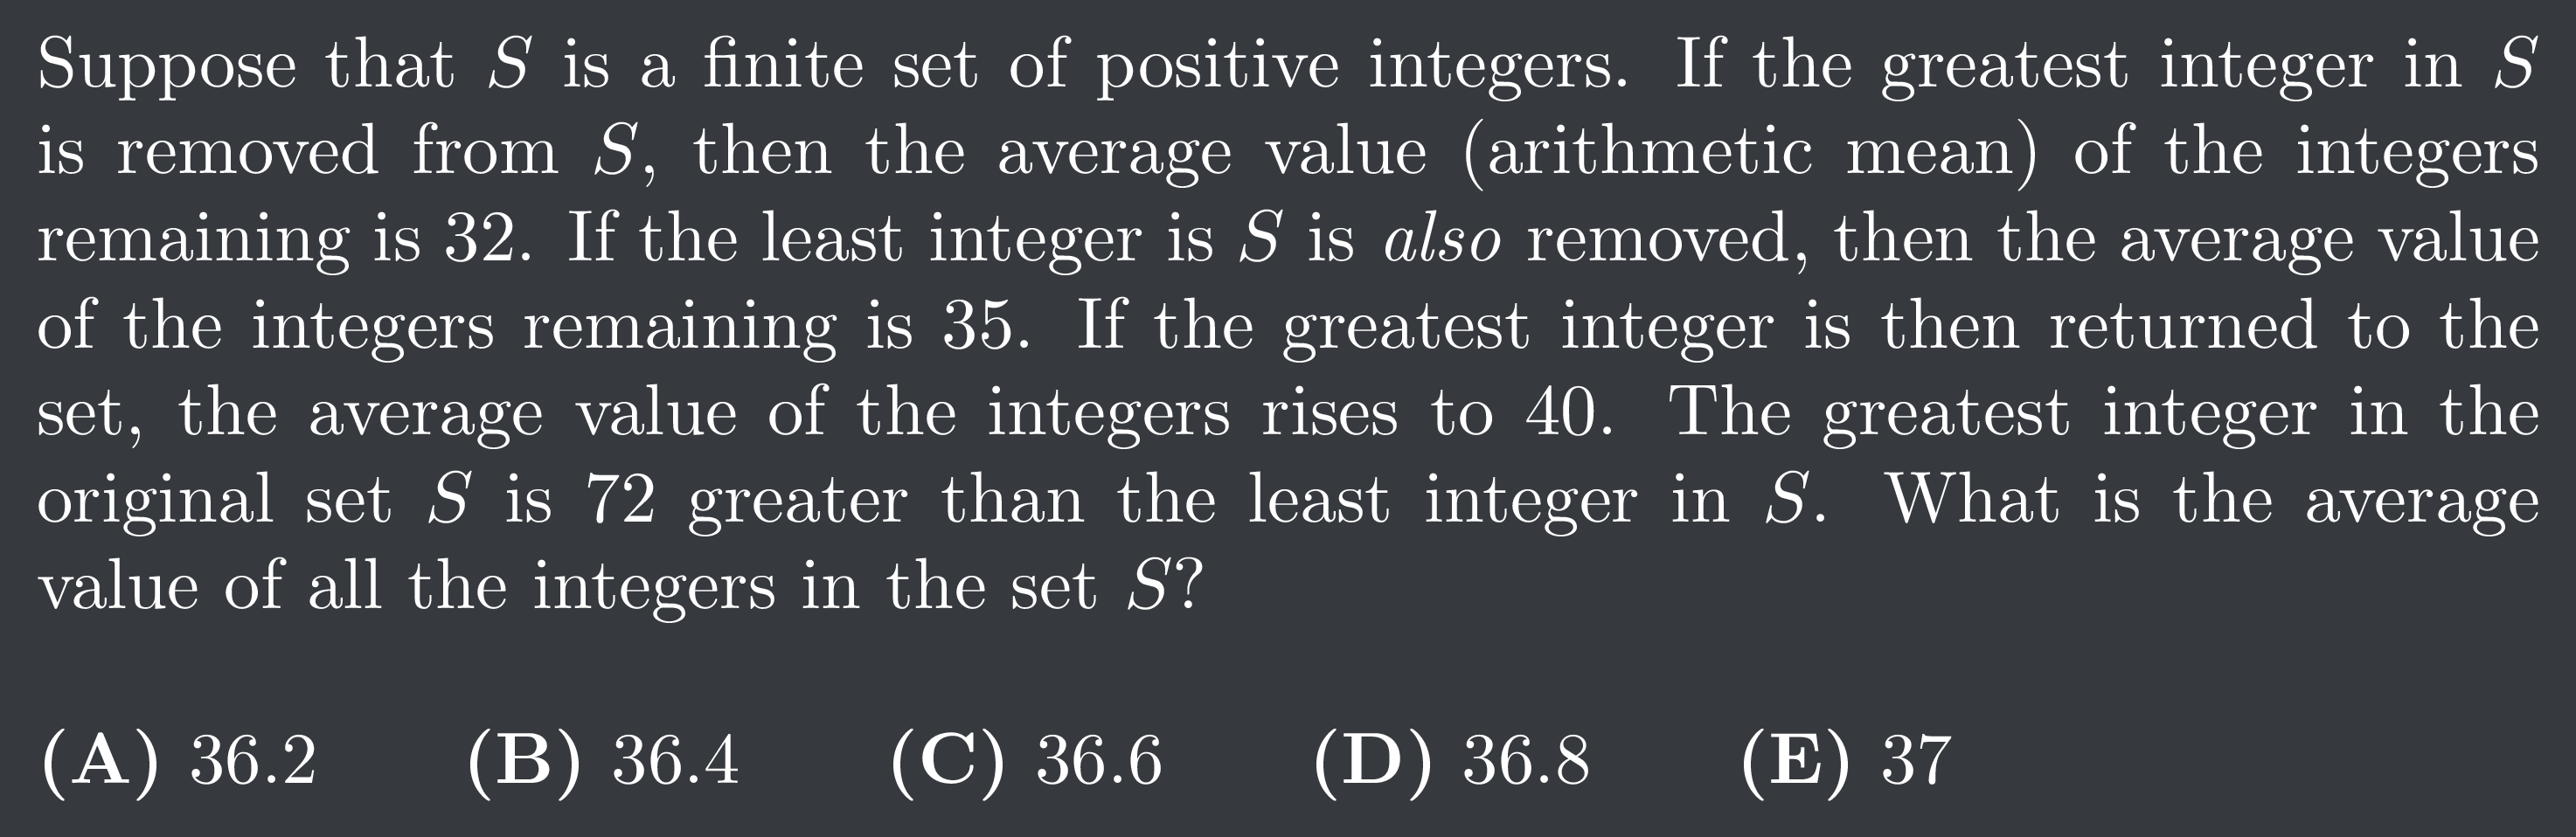 Suppose that S is a finite set of positive integers. If the greatest integer in S
is removed from S, then the average value (arithmetic mean) of the integers
remaining is 32. If the least integer is S is also removed, then the average value
of the integers remaining is 35. If the greatest integer is then returned to the
set, the average value of the integers rises to 40. The greatest integer in the
original set S is 72 greater than the least integer in S. What is the average
value of all the integers in the set S?
(A) 36.2 (B) 36.4 (C) 36.6 (D) 36.8 (E) 37